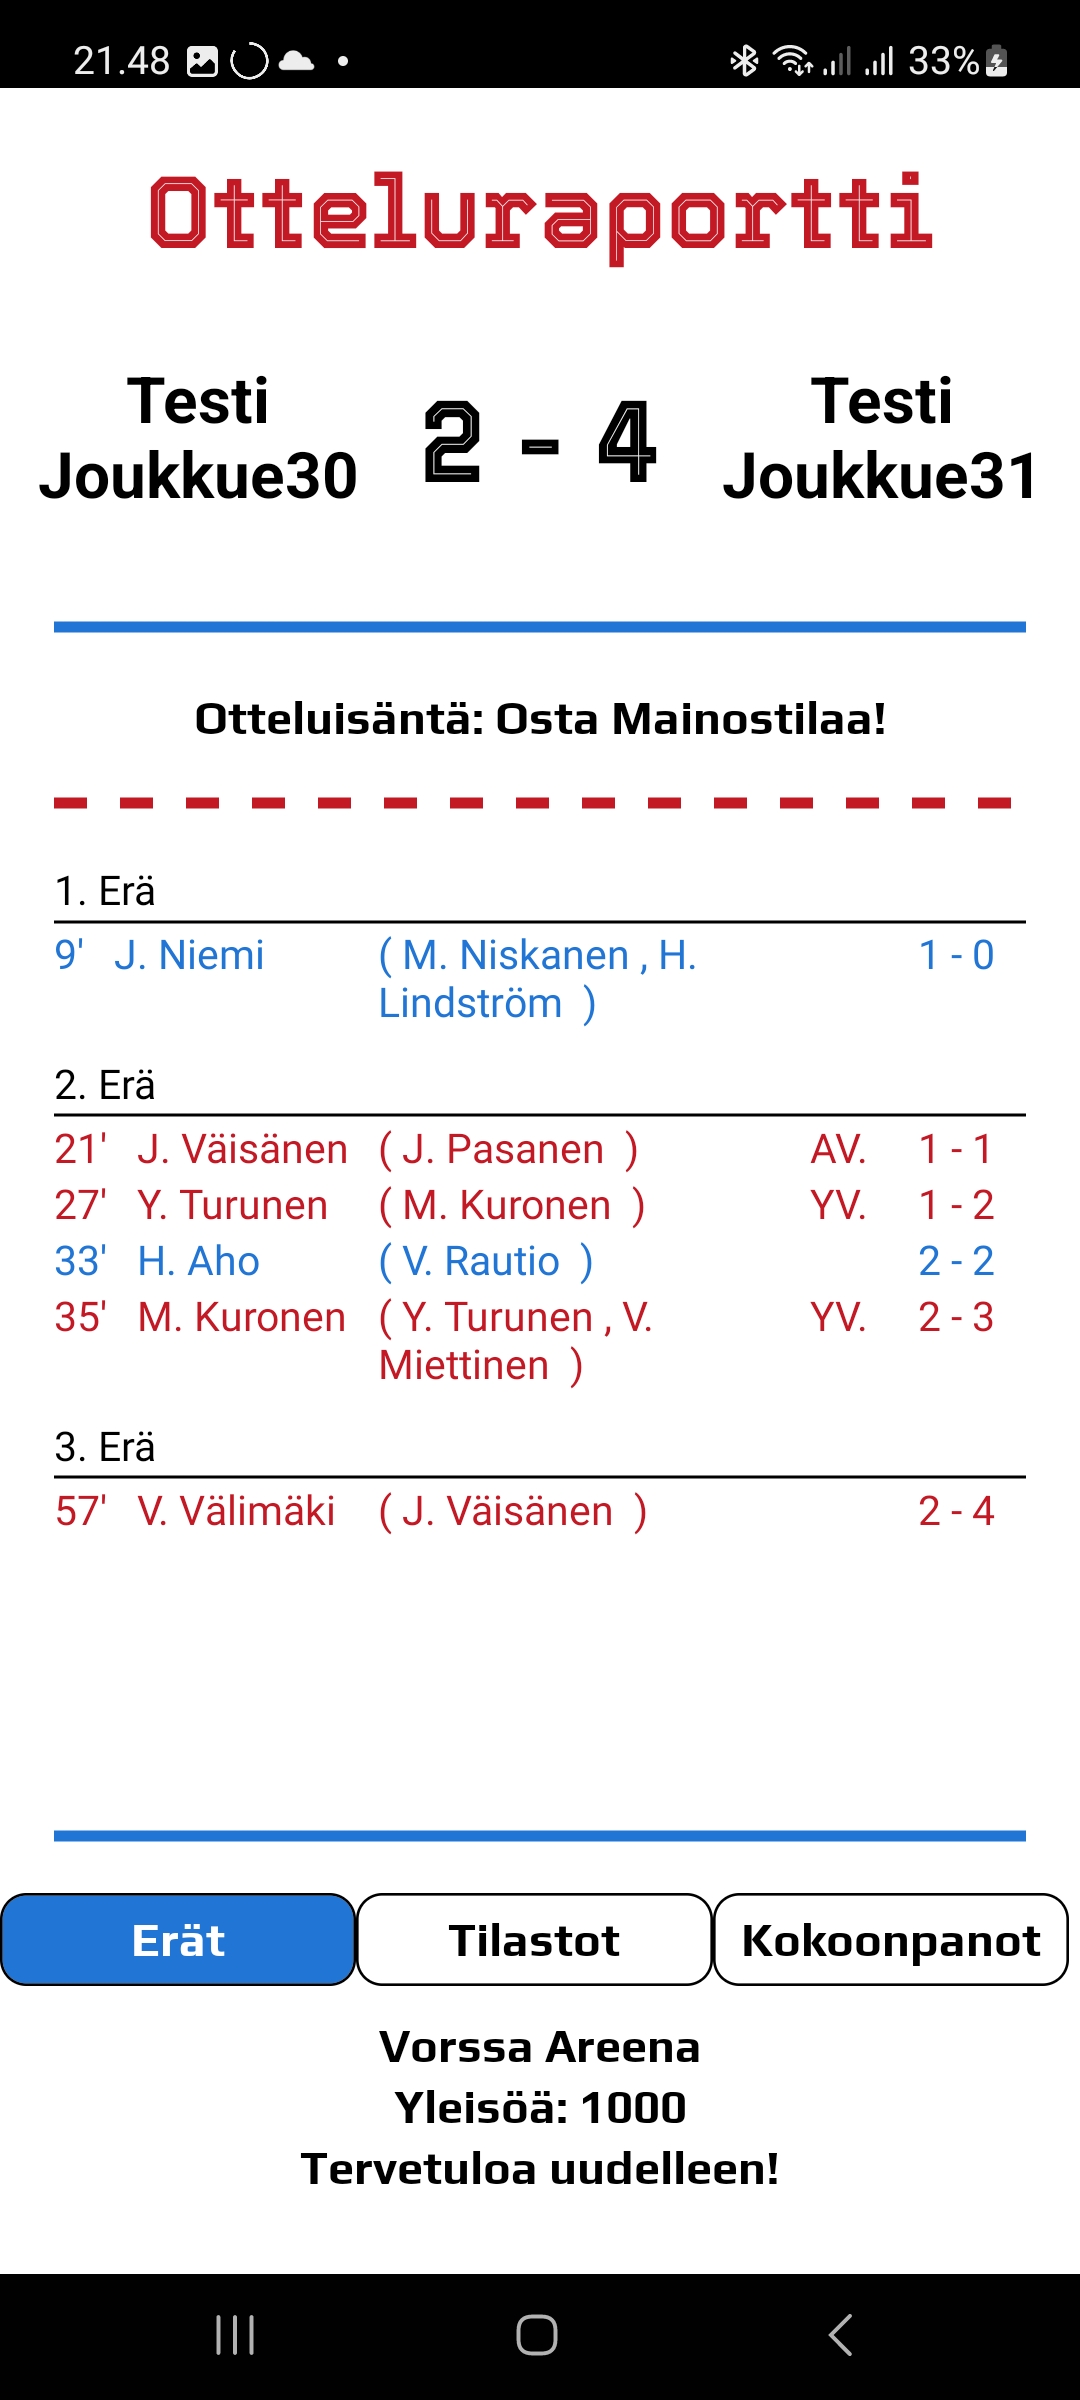 21.48 33%
Otteluraportti
Testi Joukkue30 2 - 4 Testi Joukkue31
Otteluisäntä: Osta Mainostilaa!
1. Erä
9' J. Niemi ( M. Niskanen , H. Lindström ) 1 - 0
2. Erä
21' J. Väisänen ( J. Pasanen ) AV. 1 - 1
27' Y. Turunen ( M. Kuronen ) YV. 1 - 2
33' H. Aho ( V. Rautio ) 2 - 2
35' M. Kuronen ( Y. Turunen , V. Miettinen ) YV. 2 - 3
3. Erä
57' V. Välimäki ( J. Väisänen ) 2 - 4
Erät Tilastot Kokoonpanot
Vorssa Areena
Yleisöä: 1000
Tervetuloa uudelleen!